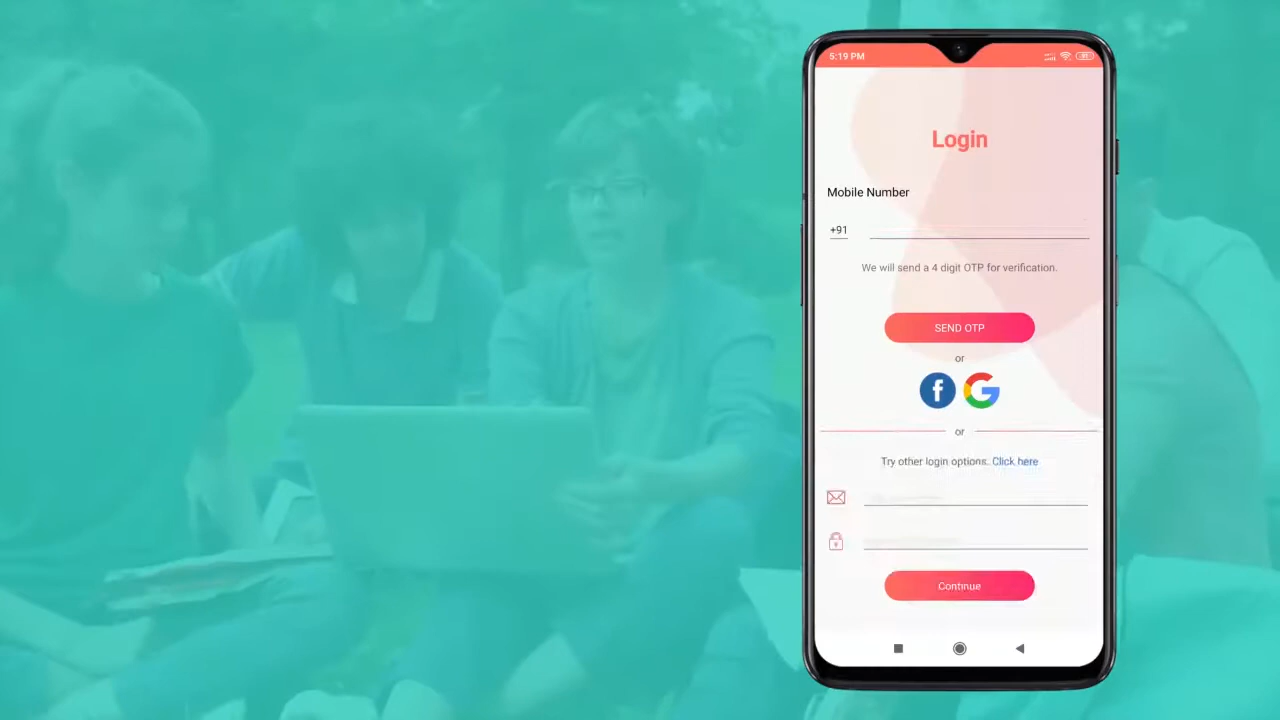 5:19 PM
Login
Mobile Number
+91
We will send a 4 digit OTP for verification.
SEND OTP
or
f G
or
Try other login options. Click here
Continue